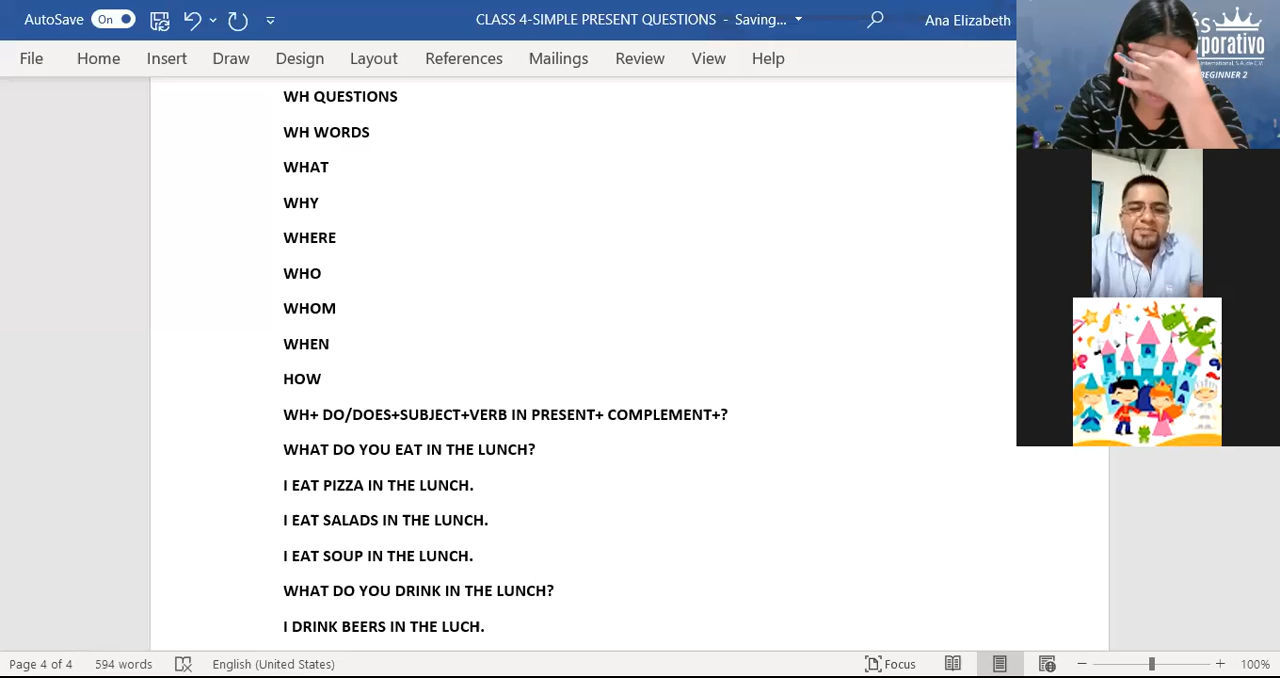 AutoSave On CLASS 4-SIMPLE PRESENT QUESTIONS - Saving... Ana Elizabeth
File Home Insert Draw Design Layout References Mailings Review View Help
WH QUESTIONS
WH WORDS
WHAT
WHY
WHERE
WHO
WHOM
WHEN
HOW
WH+ DO/DOES+SUBJECT+VERB IN PRESENT+ COMPLEMENT+?
WHAT DO YOU EAT IN THE LUNCH?
I EAT PIZZA IN THE LUNCH.
I EAT SALADS IN THE LUNCH.
I EAT SOUP IN THE LUNCH.
WHAT DO YOU DRINK IN THE LUNCH?
I DRINK BEERS IN THE LUCH.
és
rporativo
International, S.A. de C.V.
BEGINNER 2
Page 4 of 4 594 words English (United States) Focus 100%